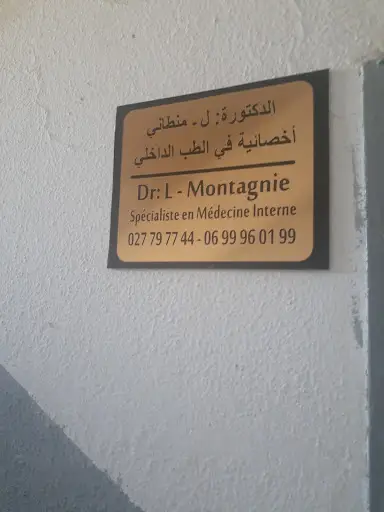 الدكتورة: ل - منطاني
أخصائية في الطب الداخلي
Dr: L - Montagnie
Spécialiste en Médecine Interne
027 79 77 44 - 06 99 96 01 99